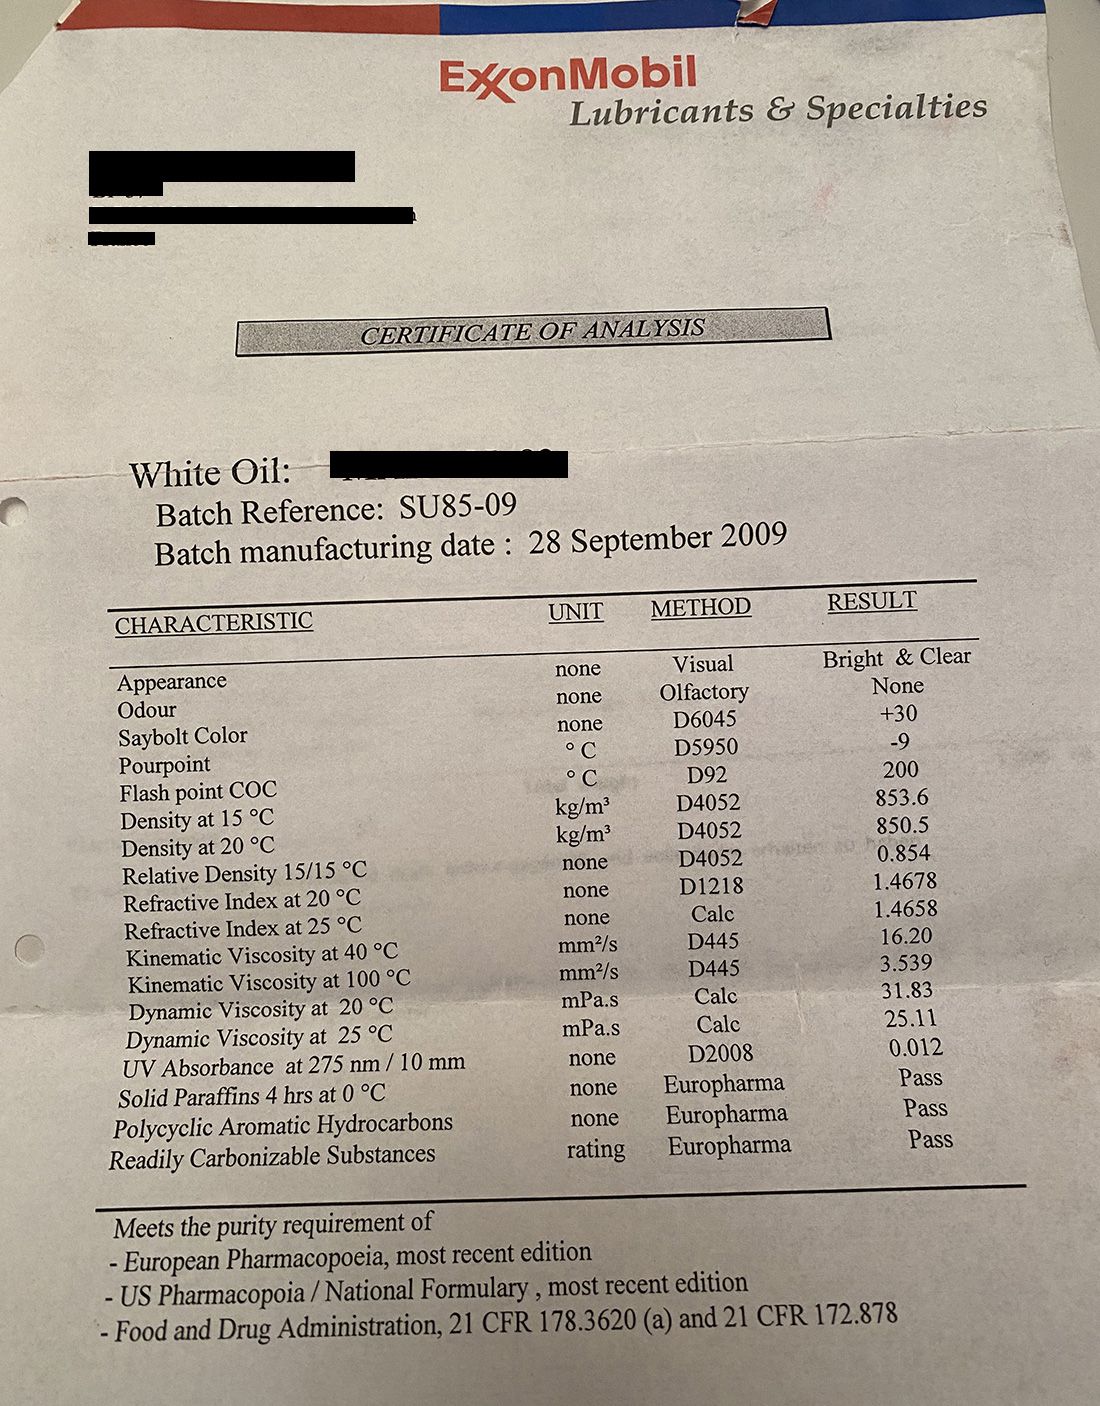 ExxonMobil
Lubricants & Specialties
CERTIFICATE OF ANALYSIS
White Oil:
Batch Reference: SU85-09
Batch manufacturing date : 28 September 2009
CHARACTERISTIC UNIT METHOD RESULT
Appearance none Visual Bright & Clear
Odour none Olfactory None
Saybolt Color none D6045 +30
Pourpoint ° C D5950 -9
Flash point COC ° C D92 200
Density at 15 °C kg/m³ D4052 853.6
Density at 20 °C kg/m³ D4052 850.5
Relative Density 15/15 °C none D4052 0.854
Refractive Index at 20 °C none D1218 1.4678
Refractive Index at 25 °C none Calc 1.4658
Kinematic Viscosity at 40 °C mm²/s D445 16.20
Kinematic Viscosity at 100 °C mm²/s D445 3.539
Dynamic Viscosity at 20 °C mPa.s Calc 31.83
Dynamic Viscosity at 25 °C mPa.s Calc 25.11
UV Absorbance at 275 nm / 10 mm none D2008 0.012
Solid Paraffins 4 hrs at 0 °C none Europharma Pass
Polycyclic Aromatic Hydrocarbons none Europharma Pass
Readily Carbonizable Substances rating Europharma Pass
Meets the purity requirement of
- European Pharmacopoeia, most recent edition
- US Pharmacopoia / National Formulary , most recent edition
- Food and Drug Administration, 21 CFR 178.3620 (a) and 21 CFR 172.878